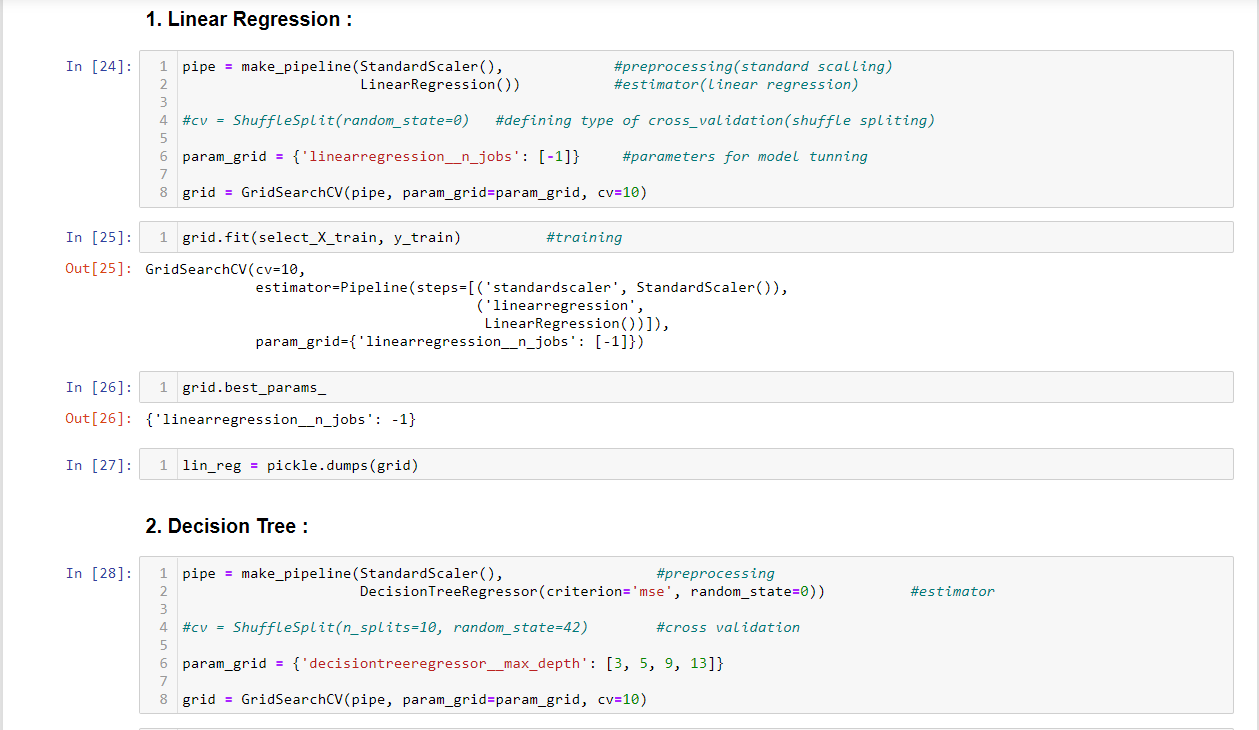 1. Linear Regression :
In [24]:
1 pipe = make_pipeline(StandardScaler(), #preprocessing(standard scalling)
2 LinearRegression()) #estimator(linear regression)
3
4 #cv = ShuffleSplit(random_state=0) #defining type of cross_validation(shuffle spliting)
5
6 param_grid = {'linearregression__n_jobs': [-1]} #parameters for model tunning
7
8 grid = GridSearchCV(pipe, param_grid=param_grid, cv=10)
In [25]:
1 grid.fit(select_X_train, y_train) #training
Out[25]: GridSearchCV(cv=10,
estimator=Pipeline(steps=[('standardscaler', StandardScaler()),
('linearregression',
LinearRegression())]),
param_grid={'linearregression__n_jobs': [-1]})
In [26]:
1 grid.best_params_
Out[26]: {'linearregression__n_jobs': -1}
In [27]:
1 lin_reg = pickle.dumps(grid)
2. Decision Tree :
In [28]:
1 pipe = make_pipeline(StandardScaler(), #preprocessing
2 DecisionTreeRegressor(criterion='mse', random_state=0)) #estimator
3
4 #cv = ShuffleSplit(n_splits=10, random_state=42) #cross validation
5
6 param_grid = {'decisiontreeregressor__max_depth': [3, 5, 9, 13]}
7
8 grid = GridSearchCV(pipe, param_grid=param_grid, cv=10)